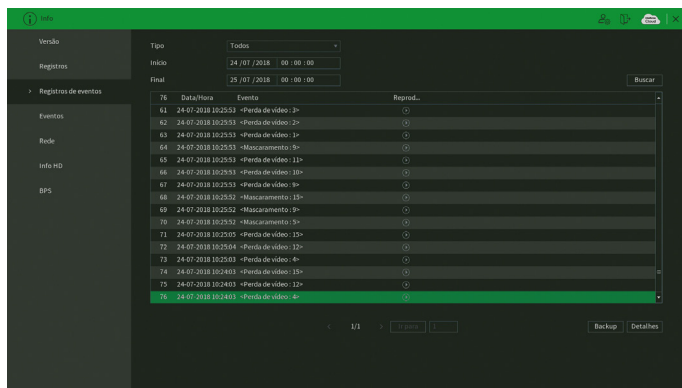 Info
Versão
Registros
Registros de eventos
Eventos
Rede
Info HD
BPS
Tipo Todos
Início 24 /07 /2018 00 : 00 : 00
Final 25 /07 /2018 00 : 00 : 00
Buscar
76 Data/Hora Evento Reprod...
61 24-07-2018 10:25:53 <Perda de vídeo : 3>
62 24-07-2018 10:25:53 <Perda de vídeo : 2>
63 24-07-2018 10:25:53 <Perda de vídeo : 1>
64 24-07-2018 10:25:53 <Mascaramento : 9>
65 24-07-2018 10:25:53 <Perda de vídeo : 11>
66 24-07-2018 10:25:53 <Perda de vídeo : 10>
67 24-07-2018 10:25:53 <Perda de vídeo : 9>
68 24-07-2018 10:25:52 <Mascaramento : 15>
69 24-07-2018 10:25:52 <Mascaramento : 9>
70 24-07-2018 10:25:52 <Mascaramento : 5>
71 24-07-2018 10:25:05 <Perda de vídeo : 15>
72 24-07-2018 10:25:04 <Perda de vídeo : 12>
73 24-07-2018 10:25:03 <Perda de vídeo : 4>
74 24-07-2018 10:24:03 <Perda de vídeo : 15>
75 24-07-2018 10:24:03 <Perda de vídeo : 12>
76 24-07-2018 10:24:03 <Perda de vídeo : 4>
1/1 Ir para 1
Backup Detalhes